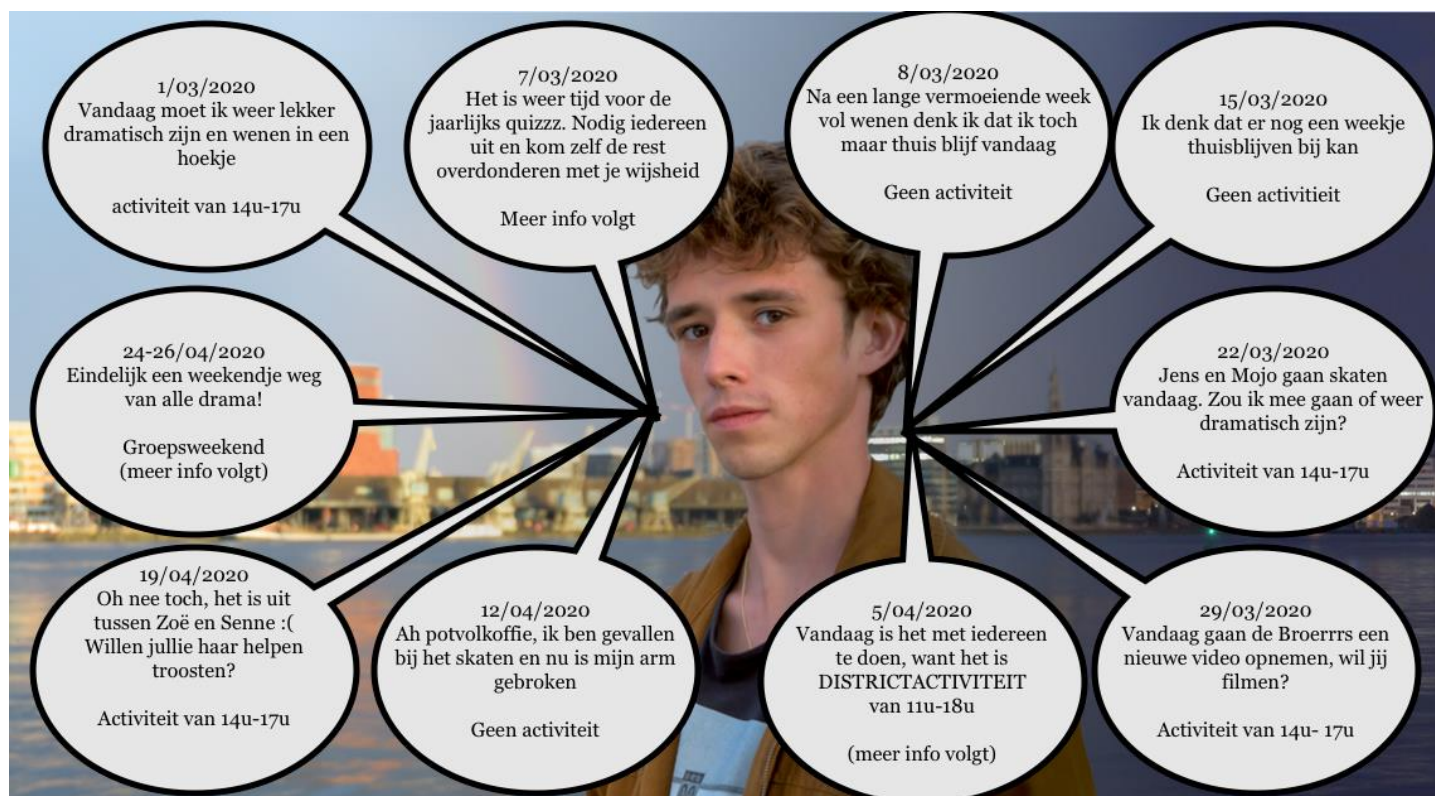 1/03/2020
Vandaag moet ik weer lekker
dramatisch zijn en wenen in een
hoekje
activiteit van 14u-17u
7/03/2020
Het is weer tijd voor de
jaarlijks quizzz. Nodig iedereen
uit en kom zelf de rest
overdonderen met je wijsheid
Meer info volgt
8/03/2020
Na een lange vermoeiende week
vol wenen denk ik dat ik toch
maar thuis blijf vandaag
Geen activiteit
15/03/2020
Ik denk dat er nog een weekje
thuisblijven bij kan
Geen activitieit
22/03/2020
Jens en Mojo gaan skaten
vandaag. Zou ik mee gaan of weer
dramatisch zijn?
Activiteit van 14u-17u
29/03/2020
Vandaag gaan de Broerrrs een
nieuwe video opnemen, wil jij
filmen?
Activiteit van 14u- 17u
5/04/2020
Vandaag is het met iedereen
te doen, want het is
DISTRICTACTIVITEIT
van 11u-18u
(meer info volgt)
12/04/2020
Ah potvolkoffie, ik ben gevallen
bij het skaten en nu is mijn arm
gebroken
Geen activiteit
19/04/2020
Oh nee toch, het is uit
tussen Zoë en Senne :(
Willen jullie haar helpen
troosten?
Activiteit van 14u-17u
24-26/04/2020
Eindelijk een weekendje weg
van alle drama!
Groepsweekend
(meer info volgt)